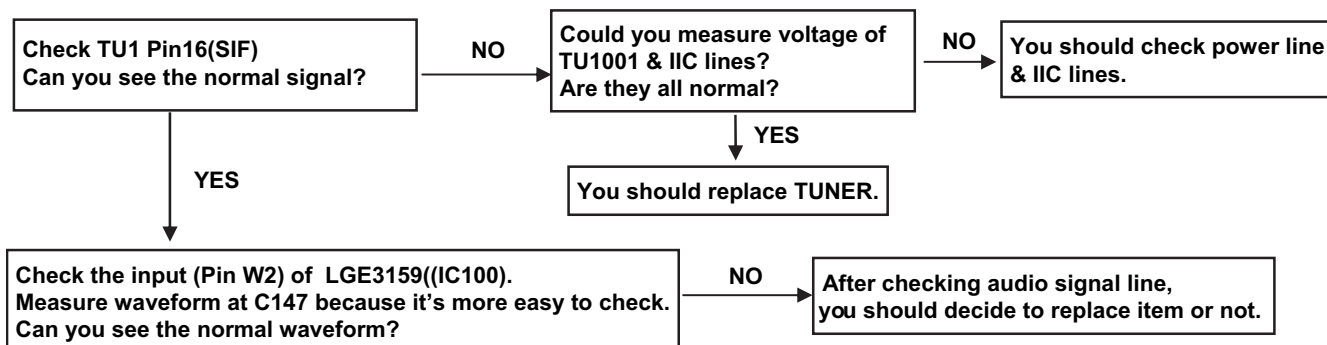 Check TU1 Pin16(SIF)
Can you see the normal signal?
NO
Could you measure voltage of
TU1001 & IIC lines?
Are they all normal?
NO
You should check power line
& IIC lines.
YES
You should replace TUNER.
YES
Check the input (Pin W2) of LGE3159((IC100).
Measure waveform at C147 because it’s more easy to check.
Can you see the normal waveform?
NO
After checking audio signal line,
you should decide to replace item or not.